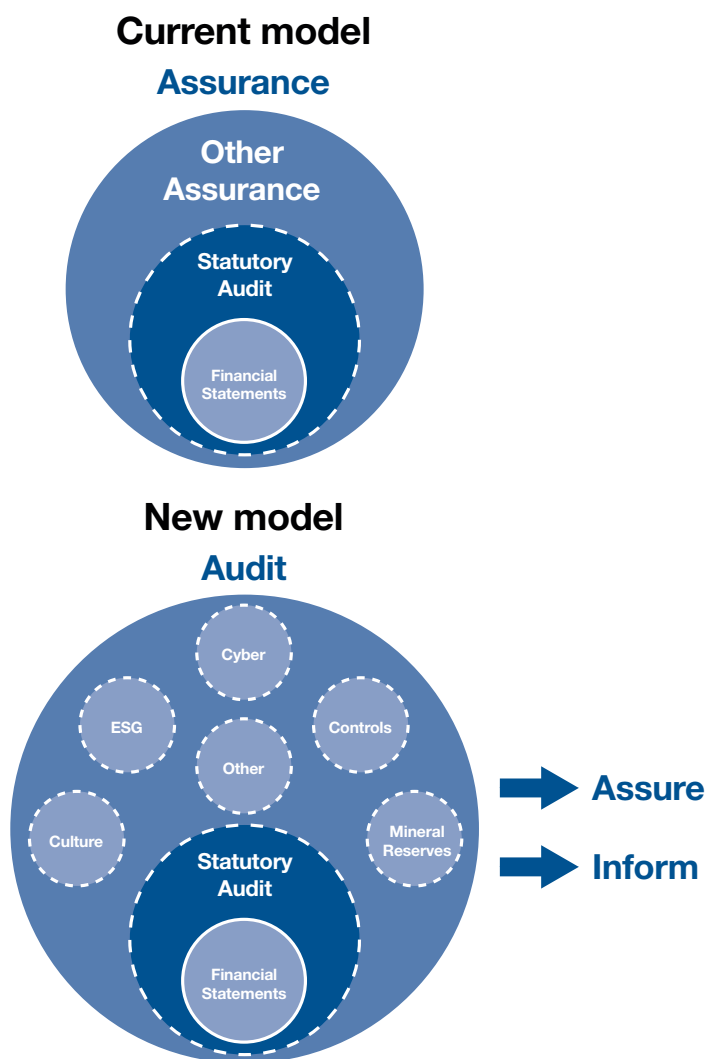 Current model
Assurance
Other
Assurance
Statutory
Audit
Financial
Statements
New model
Audit
Cyber
ESG
Controls
Other
Culture
Mineral
Reserves
Statutory
Audit
Financial
Statements
Assure
Inform